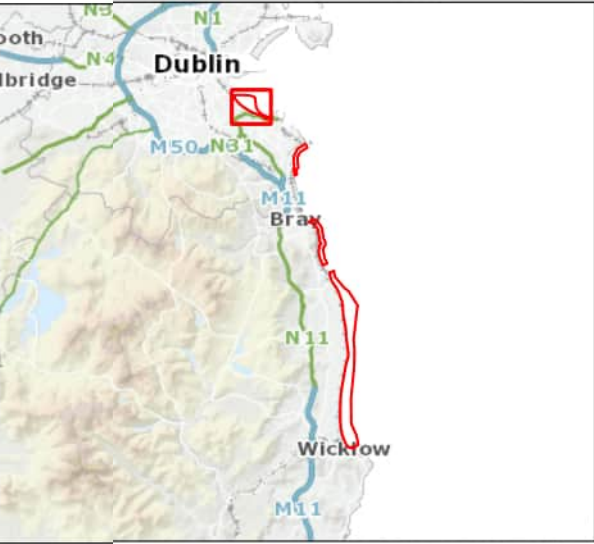 N3
N1
ooth
N4
Dublin
lbridge
M50
N31
M11
Bray
N11
Wicklow
M11